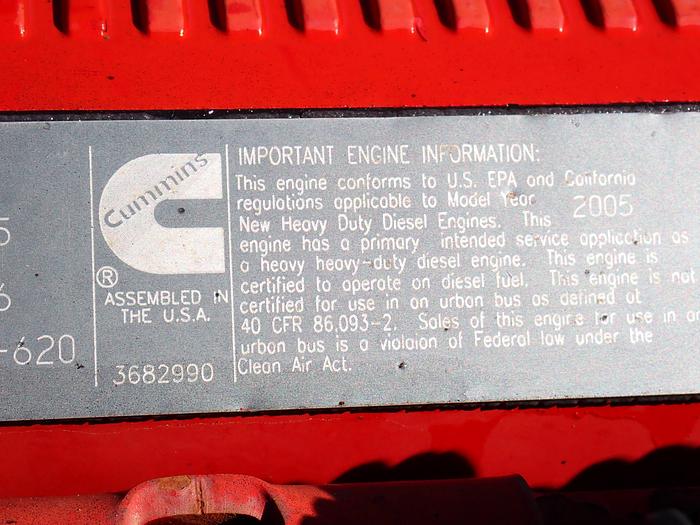 5
6
-620
Cummins
®
ASSEMBLED IN
THE U.S.A.
3682990
IMPORTANT ENGINE INFORMATION:
This engine conforms to U.S. EPA and California
regulations applicable to Model Year 2005
New Heavy Duty Diesel Engines. This
engine has a primary intended service application as
a heavy heavy-duty diesel engine. This engine is
certified to operate on diesel fuel. This engine is not
certified for use in an urban bus as defined at
40 CFR 86.093-2. Sales of this engine for use in an
urban bus is a violaion of Federal law under the
Clean Air Act.